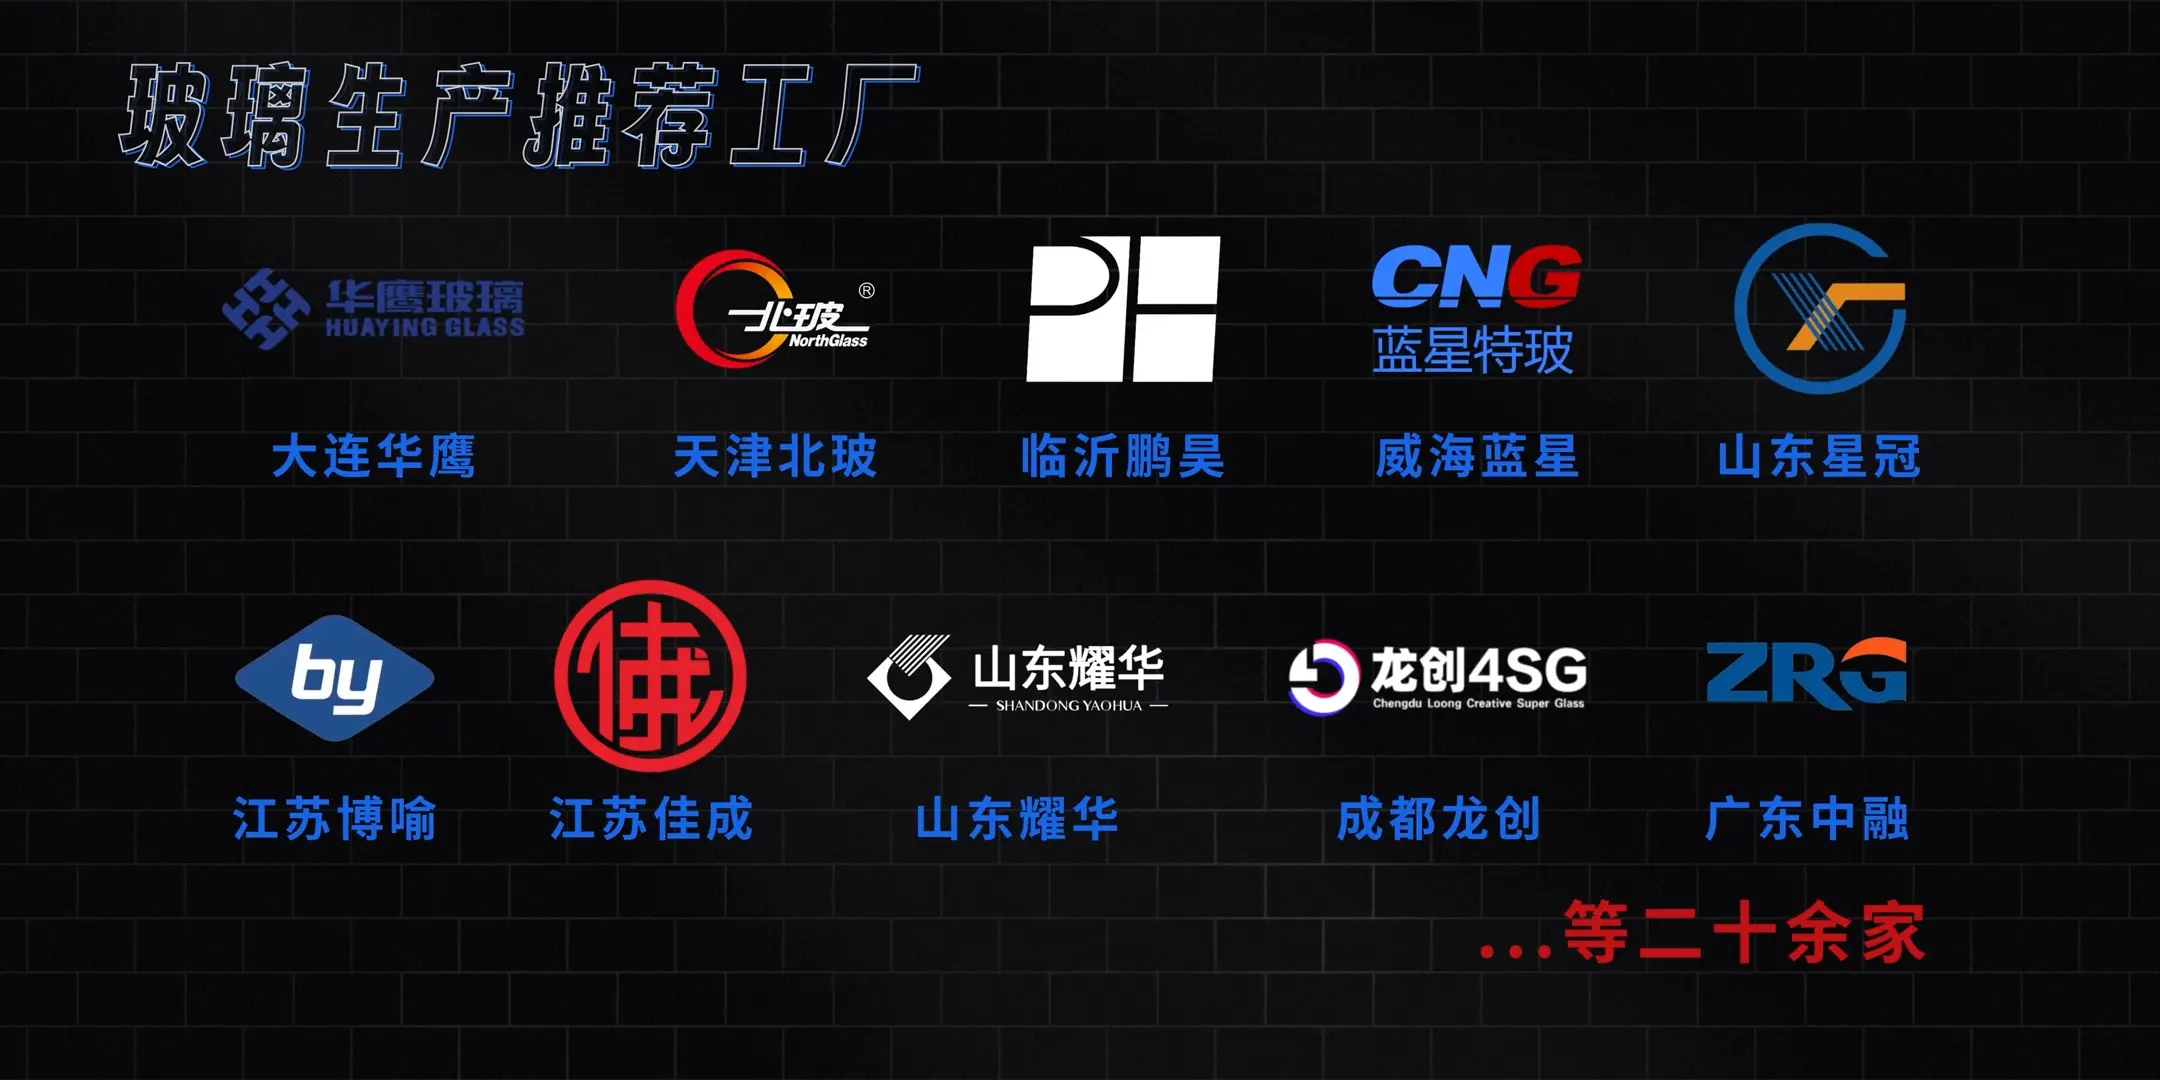 玻璃生产推荐工厂
华鹰玻璃
HUAYING GLASS
北玻®
NorthGlass
PH
CNG
蓝星特玻
大连华鹰
天津北玻
临沂鹏昊
威海蓝星
山东星冠
by
佳成
山东耀华
SHANDONG YAOHUA
龙创4SG
Chengdu Loong Creative Super Glass
ZRG
江苏博喻
江苏佳成
山东耀华
成都龙创
广东中融
...等二十余家